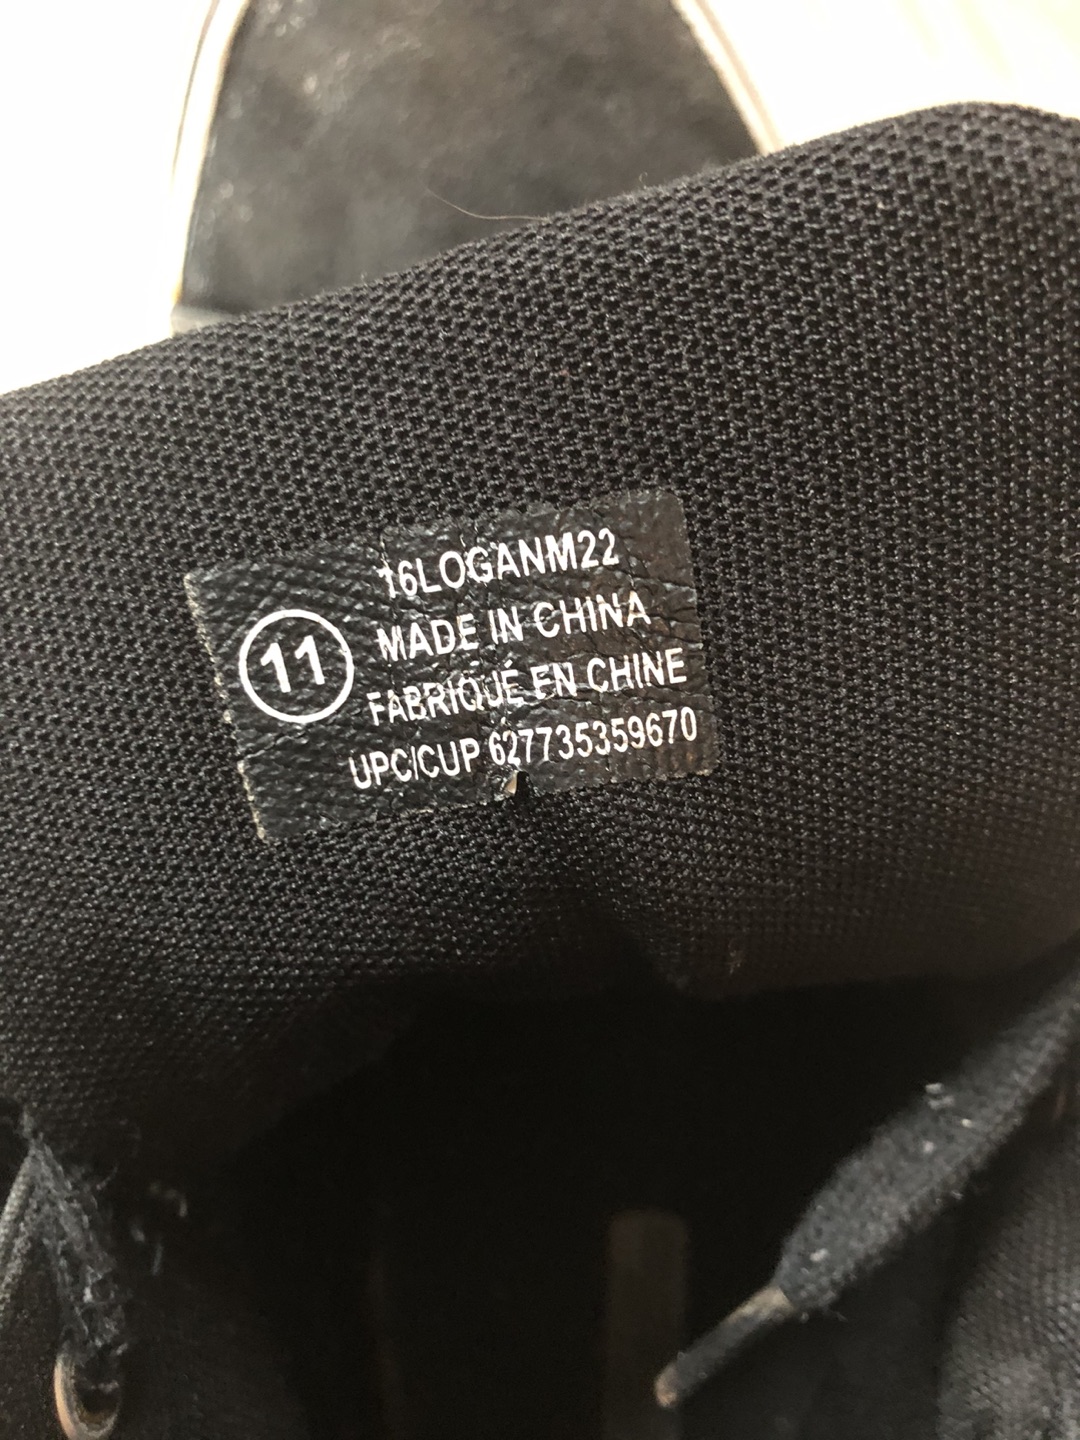 11
16LOGANM22
MADE IN CHINA
FABRIQUÉ EN CHINE
UPC/CUP 627735359670